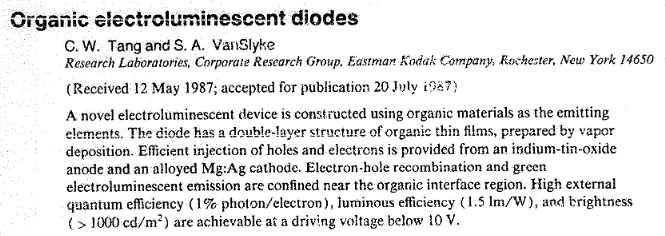 Organic electroluminescent diodes
C. W. Tang and S. A. VanSlyke
Research Laboratories, Corporate Research Group, Eastman Kodak Company, Rochester, New York 14650
(Received 12 May 1987; accepted for publication 20 July 1987)
A novel electroluminescent device is constructed using organic materials as the emitting
elements. The diode has a double-layer structure of organic thin films, prepared by vapor
deposition. Efficient injection of holes and electrons is provided from an indium-tin-oxide
anode and an alloyed Mg:Ag cathode. Electron-hole recombination and green
electroluminescent emission are confined near the organic interface region. High external
quantum efficiency (1% photon/electron), luminous efficiency (1.5 lm/W), and brightness
( > 1000 cd/m²) are achievable at a driving voltage below 10 V.